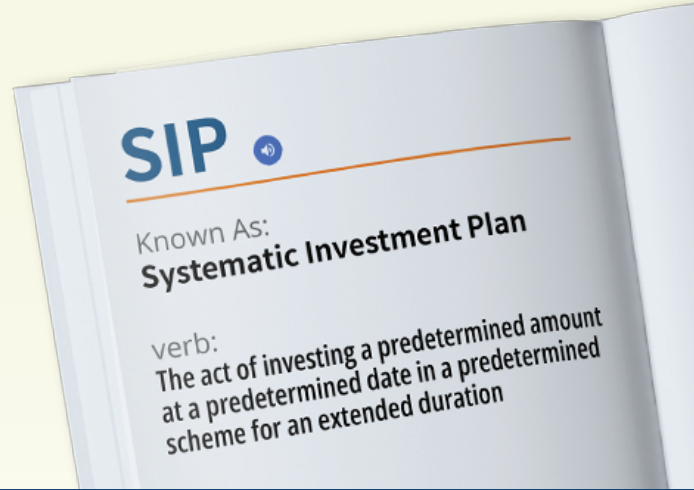 SIP
Known As:
Systematic Investment Plan
verb:
The act of investing a predetermined amount
at a predetermined date in a predetermined
scheme for an extended duration